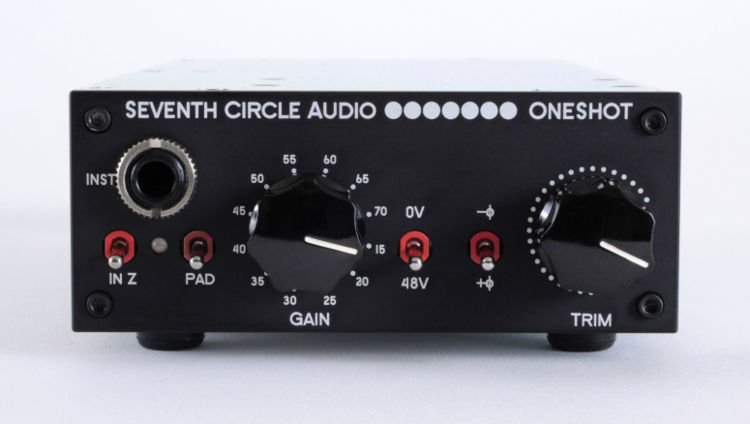 SEVENTH CIRCLE AUDIO ONESHOT
INST
IN Z
PAD
15
20
25
30
35
40
45
50
55
60
65
70
GAIN
0V
48V
-ϕ
+ϕ
TRIM